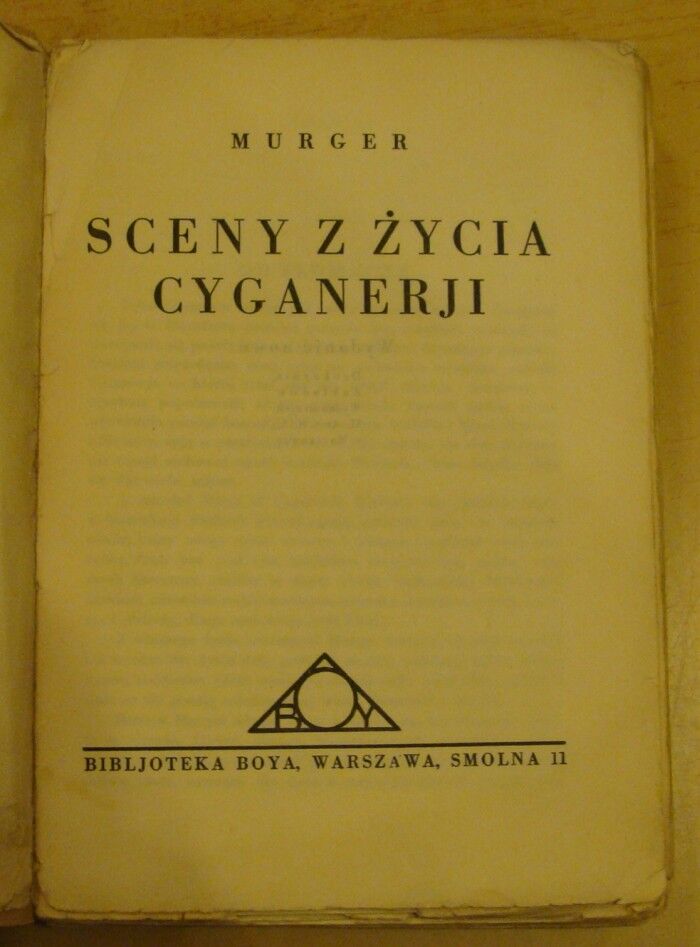 MURGER
SCENY Z ŻYCIA
CYGANERJI
BOY
BIBLJOTEKA BOYA, WARSZAWA, SMOLNA 11